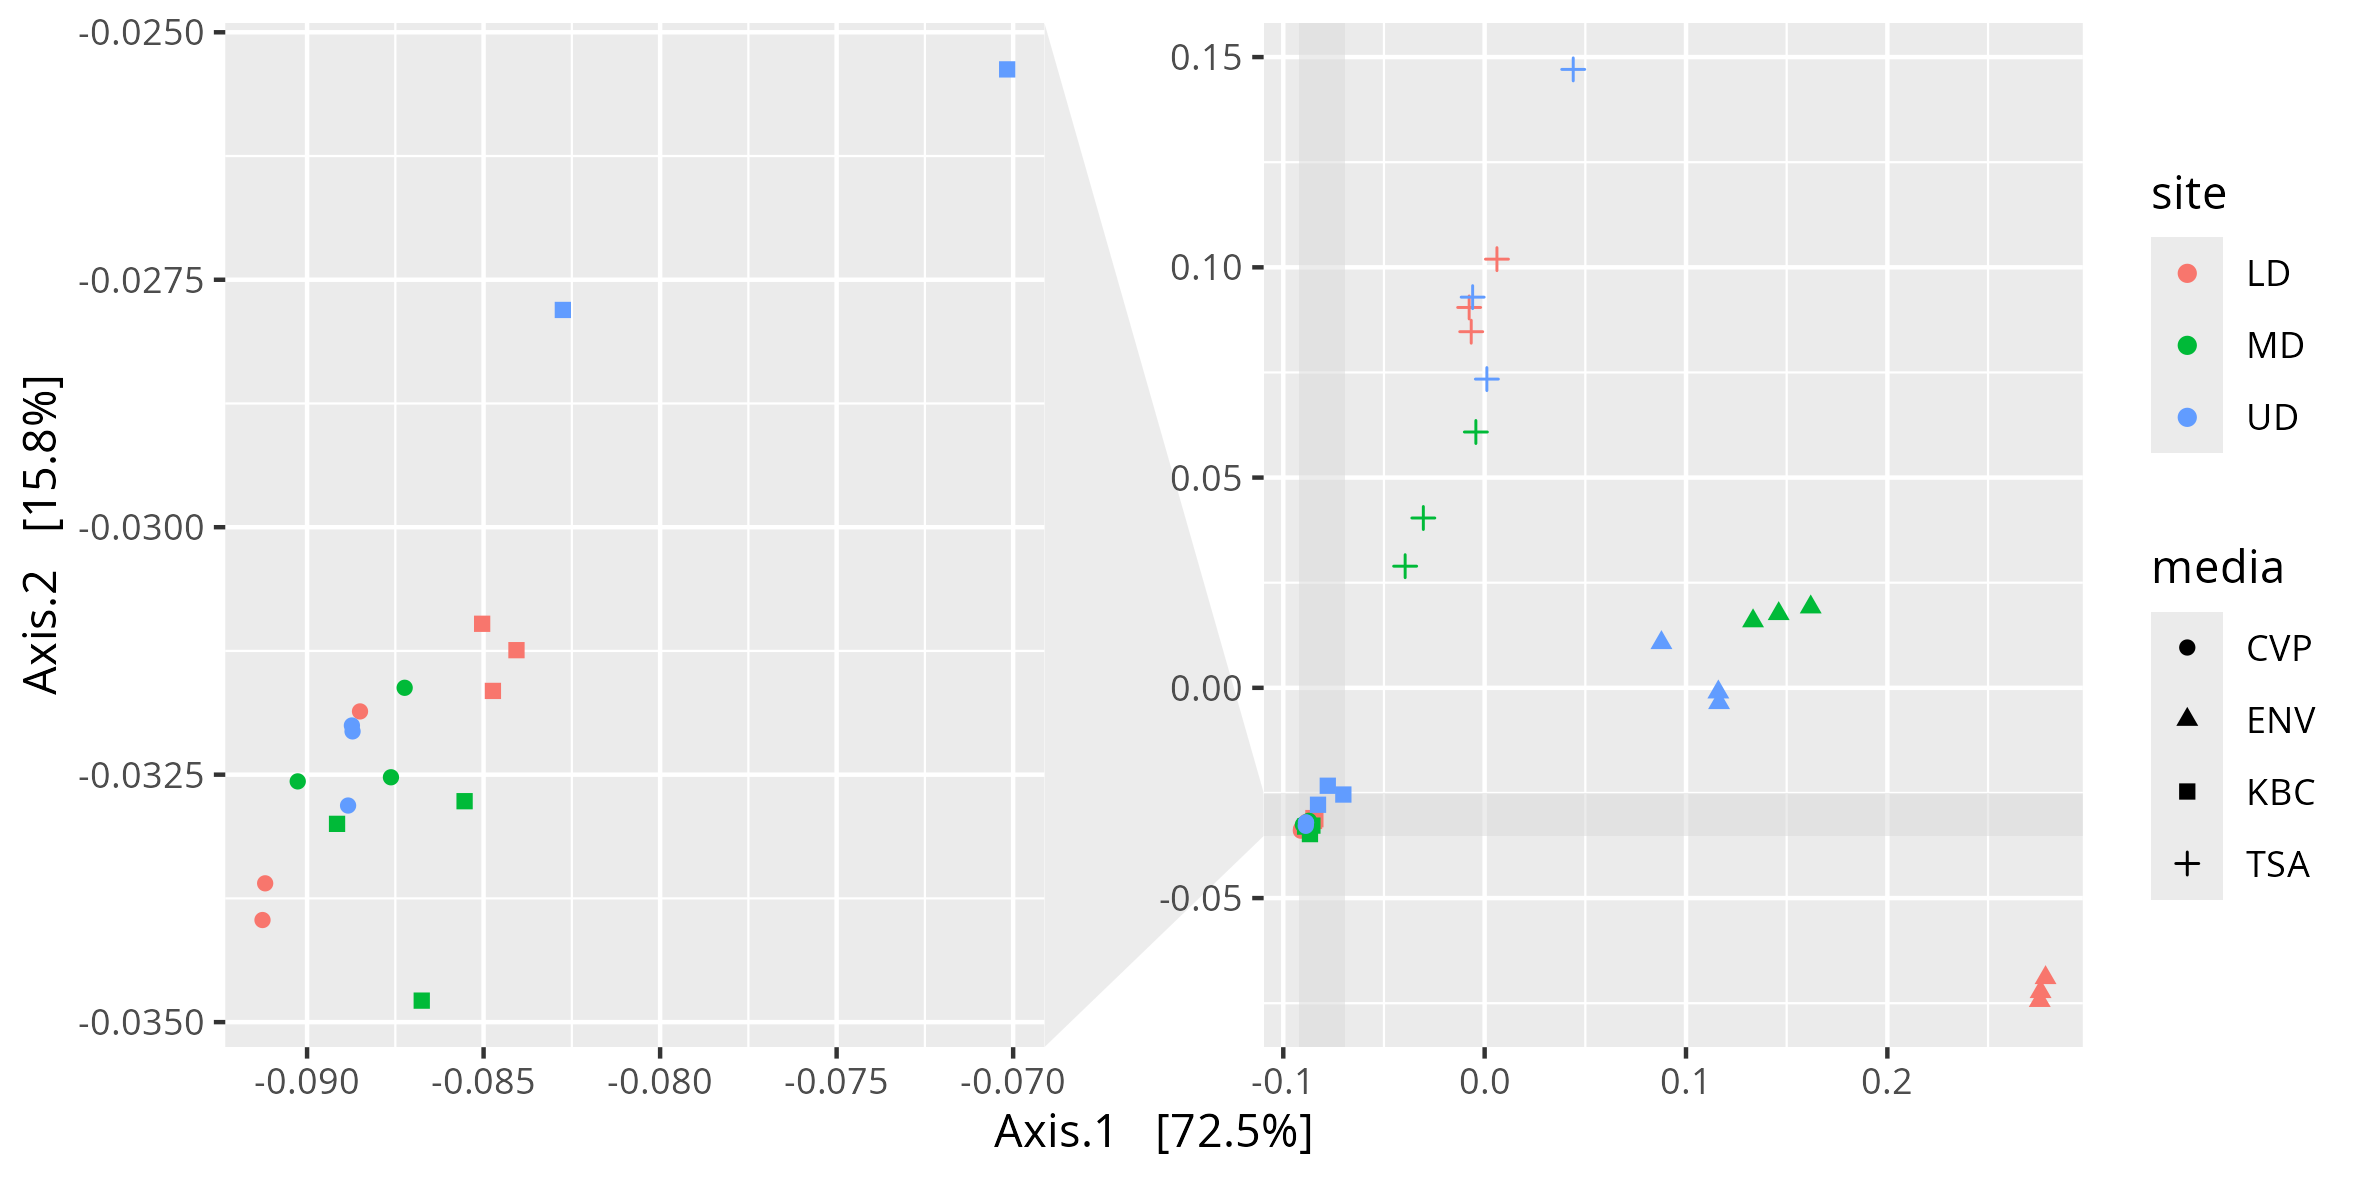 -0.0250
-0.0275
-0.0300
-0.0325
-0.0350
Axis.2 [15.8%]
-0.090 -0.085 -0.080 -0.075 -0.070
0.15
0.10
0.05
0.00
-0.05
-0.1 0.0 0.1 0.2
Axis.1 [72.5%]
site
LD
MD
UD
media
CVP
ENV
KBC
TSA